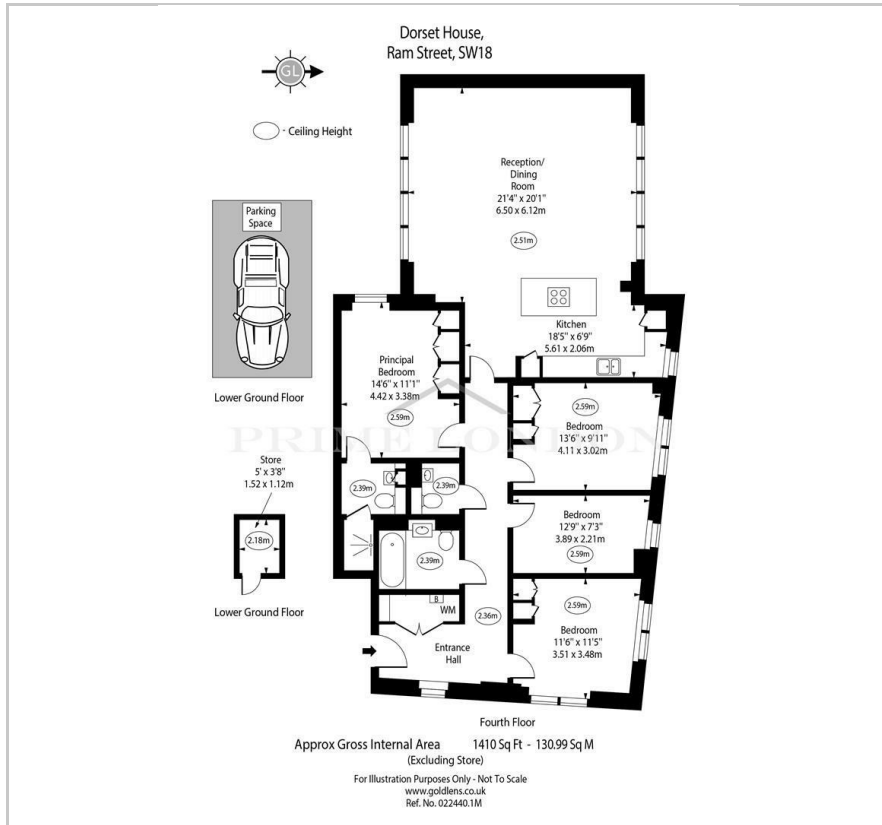 Dorset House,
Ram Street, SW18
GL
- Ceiling Height
Reception/
Dining
Room
21'4" x 20'1"
6.50 x 6.12m
2.51m
Parking
Space
Lower Ground Floor
Kitchen
18'5" x 6'9"
5.61 x 2.06m
Principal
Bedroom
14'6" x 11'1"
4.42 x 3.38m
2.59m
2.59m
Bedroom
13'6" x 9'11"
4.11 x 3.02m
PRIME LONDON
Store
5' x 3'8"
1.52 x 1.12m
2.18m
Lower Ground Floor
2.39m
2.39m
Bedroom
12'9" x 7'3"
3.89 x 2.21m
2.59m
2.39m
B
WM
2.36m
Entrance
Hall
2.59m
Bedroom
11'6" x 11'5"
3.51 x 3.48m
Fourth Floor
Approx Gross Internal Area 1410 Sq Ft - 130.99 Sq M
(Excluding Store)
For Illustration Purposes Only - Not To Scale
www.goldlens.co.uk
Ref. No. 022440.1M